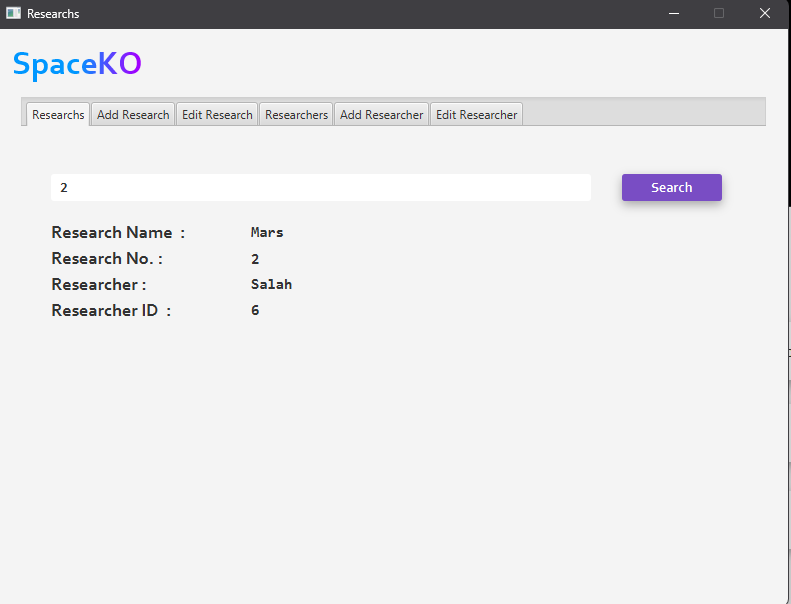 Researchs
SpaceKO
Researchs Add Research Edit Research Researchers Add Researcher Edit Researcher
2 Search
Research Name : Mars
Research No. : 2
Researcher : Salah
Researcher ID : 6